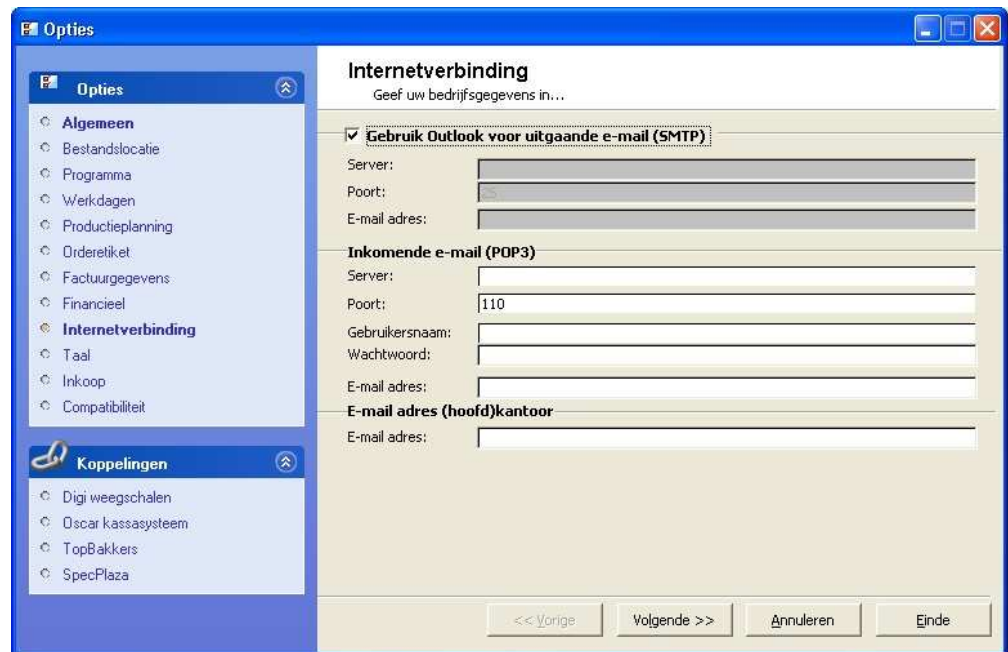 Opties
Opties
Algemeen
Bestandslocatie
Programma
Werkdagen
Productieplanning
Orderetiket
Factuurgegevens
Financieel
Internetverbinding
Taal
Inkoop
Compatibiliteit
Koppelingen
Digi weegschalen
Oscar kassasysteem
TopBakkers
SpecPlaza
Internetverbinding
Geef uw bedrijfsgegevens in...
Gebruik Outlook voor uitgaande e-mail (SMTP)
Server:
Poort: 25
E-mail adres:
Inkomende e-mail (POP3)
Server:
Poort: 110
Gebruikersnaam:
Wachtwoord:
E-mail adres:
E-mail adres (hoofd)kantoor
E-mail adres:
<< Vorige Volgende >> Annuleren Einde